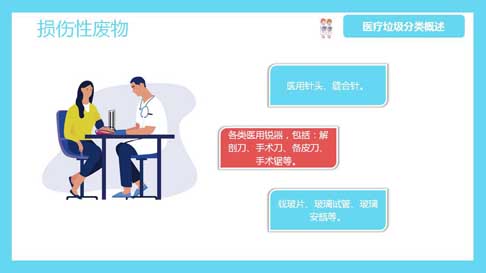 损伤性废物
医疗垃圾分类概述
医用针头、缝合针。
各类医用锐器，包括：解
剖刀、手术刀、备皮刀、
手术锯等。
载玻片、玻璃试管、玻璃
安瓿等。